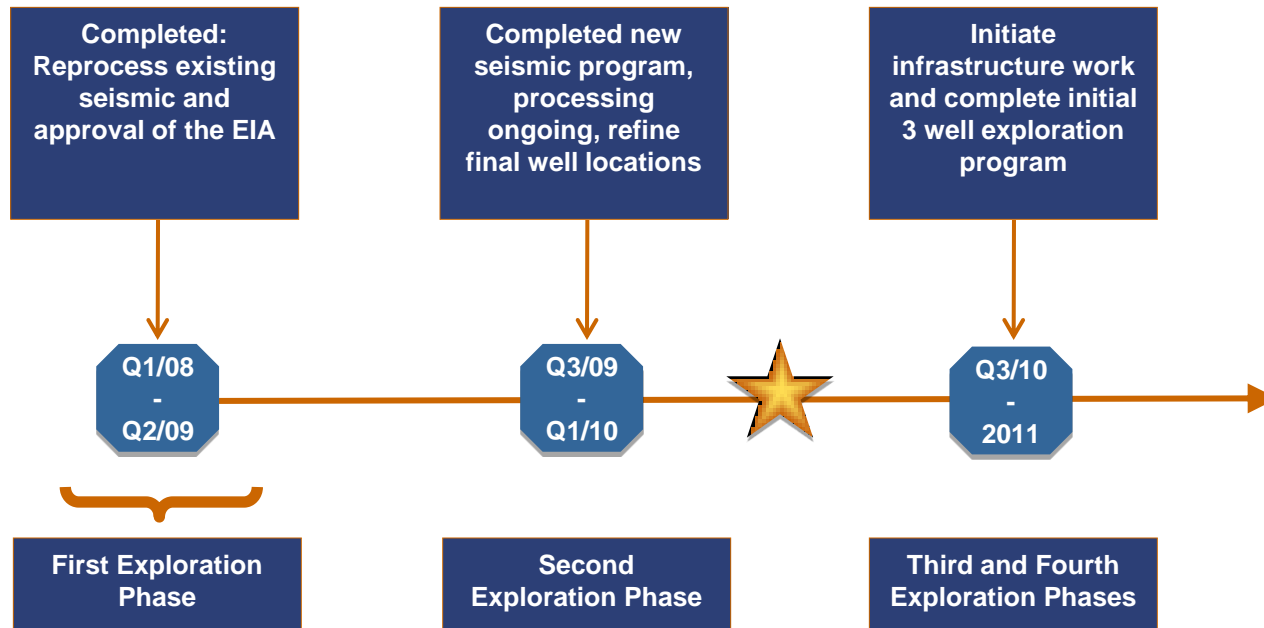 Completed:
Reprocess existing
seismic and
approval of the EIA
Completed new
seismic program,
processing
ongoing, refine
final well locations
Initiate
infrastructure work
and complete initial
3 well exploration
program
Q1/08
-
Q2/09
Q3/09
-
Q1/10
Q3/10
-
2011
First Exploration
Phase
Second
Exploration Phase
Third and Fourth
Exploration Phases